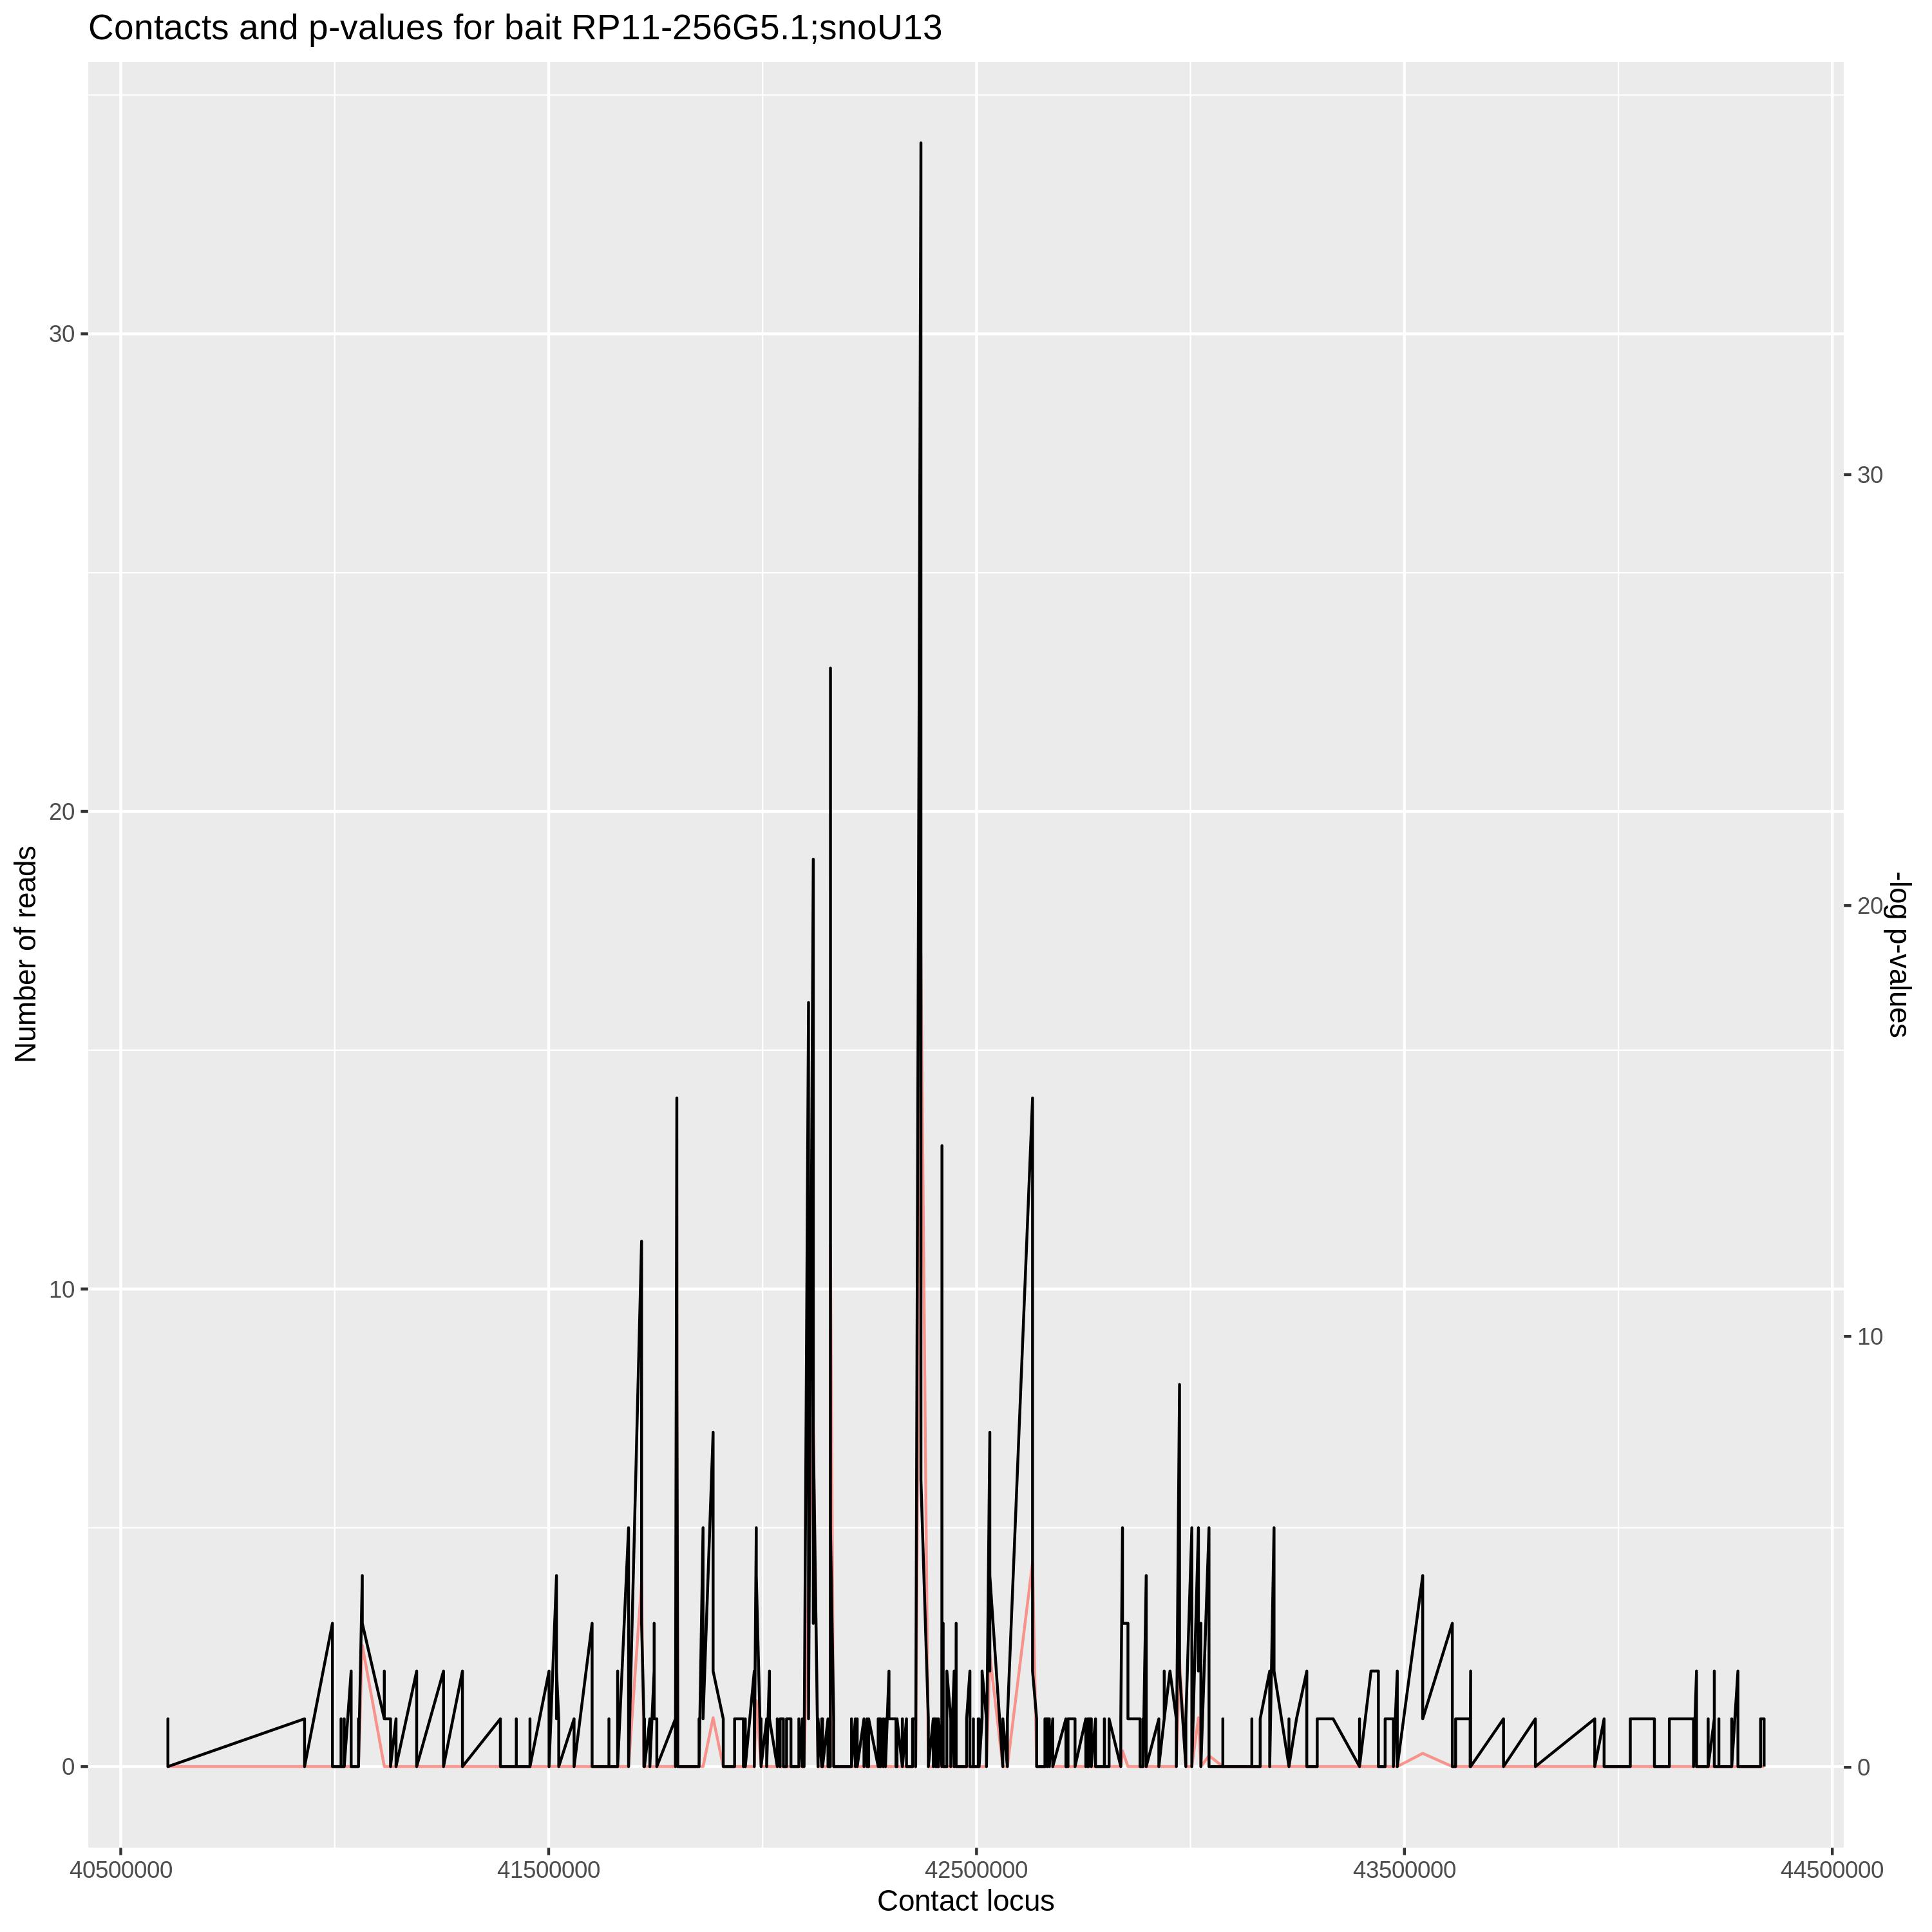 Contacts and p-values for bait RP11-256G5.1;snoU13
Number of reads
30
20
10
0
30
20
10
0
-log p-values
40500000 41500000 42500000 43500000 44500000
Contact locus